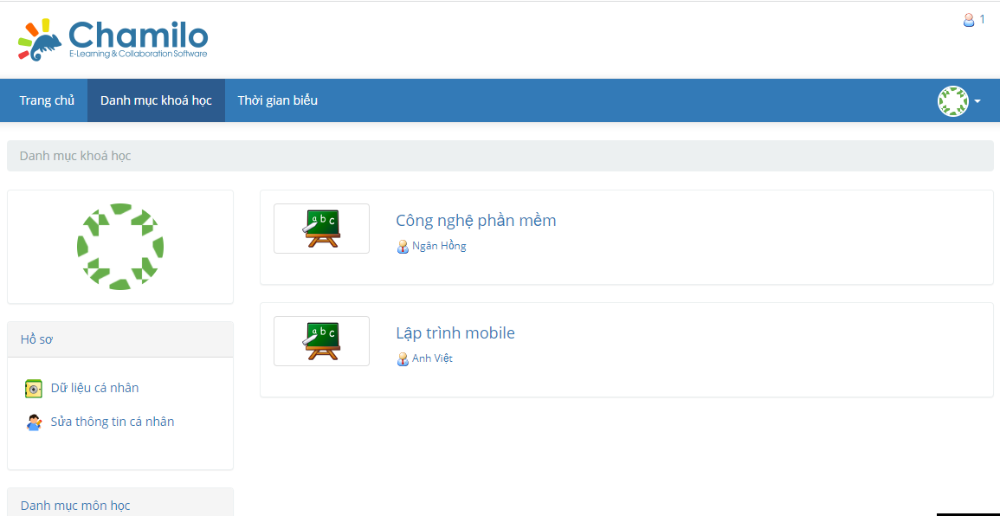 Chamilo
E-Learning & Collaboration Software
1
Trang chủ
Danh mục khoá học
Thời gian biểu
Danh mục khoá học
a b c
Công nghệ phần mềm
Ngân Hồng
a b c
Lập trình mobile
Anh Việt
Hồ sơ
Dữ liệu cá nhân
Sửa thông tin cá nhân
Danh mục môn học